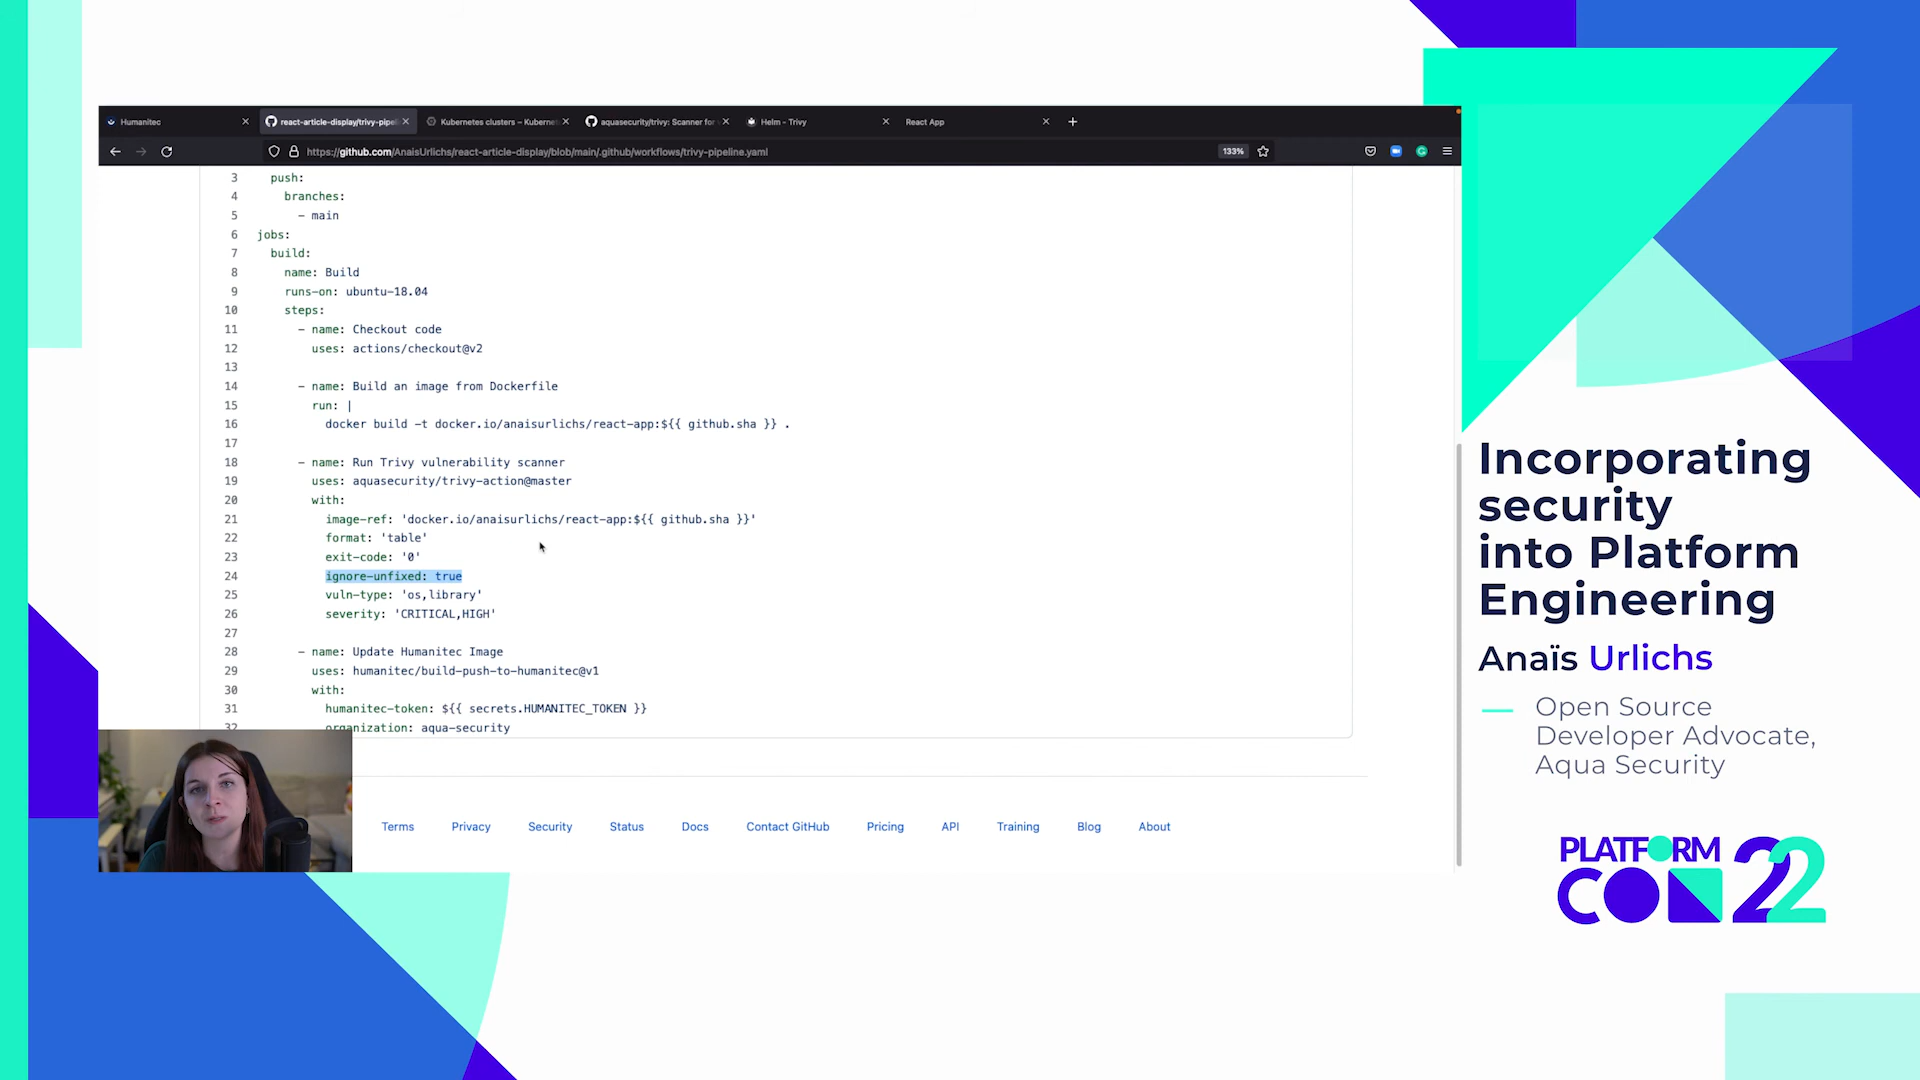 Humanitec
react-article-display/trivy-pipeli
Kubernetes clusters – Kubernet
aquasecurity/trivy: Scanner for
Helm - Trivy
React App
https://github.com/AnaisUrlichs/react-article-display/blob/main/.github/workflows/trivy-pipeline.yaml
133%
3 push:
4 branches:
5 - main
6 jobs:
7 build:
8 name: Build
9 runs-on: ubuntu-18.04
10 steps:
11 - name: Checkout code
12 uses: actions/checkout@v2
13
14 - name: Build an image from Dockerfile
15 run: |
16 docker build -t docker.io/anaisurlichs/react-app:${{ github.sha }} .
17
18 - name: Run Trivy vulnerability scanner
19 uses: aquasecurity/trivy-action@master
20 with:
21 image-ref: 'docker.io/anaisurlichs/react-app:${{ github.sha }}'
22 format: 'table'
23 exit-code: '0'
24 ignore-unfixed: true
25 vuln-type: 'os,library'
26 severity: 'CRITICAL,HIGH'
27
28 - name: Update Humanitec Image
29 uses: humanitec/build-push-to-humanitec@v1
30 with:
31 humanitec-token: ${{ secrets.HUMANITEC_TOKEN }}
32 organization: aqua-security
Terms
Privacy
Security
Status
Docs
Contact GitHub
Pricing
API
Training
Blog
About
Incorporating
security
into Platform
Engineering
Anaïs Urlichs
Open Source
Developer Advocate,
Aqua Security
PLATFORM
CON 22